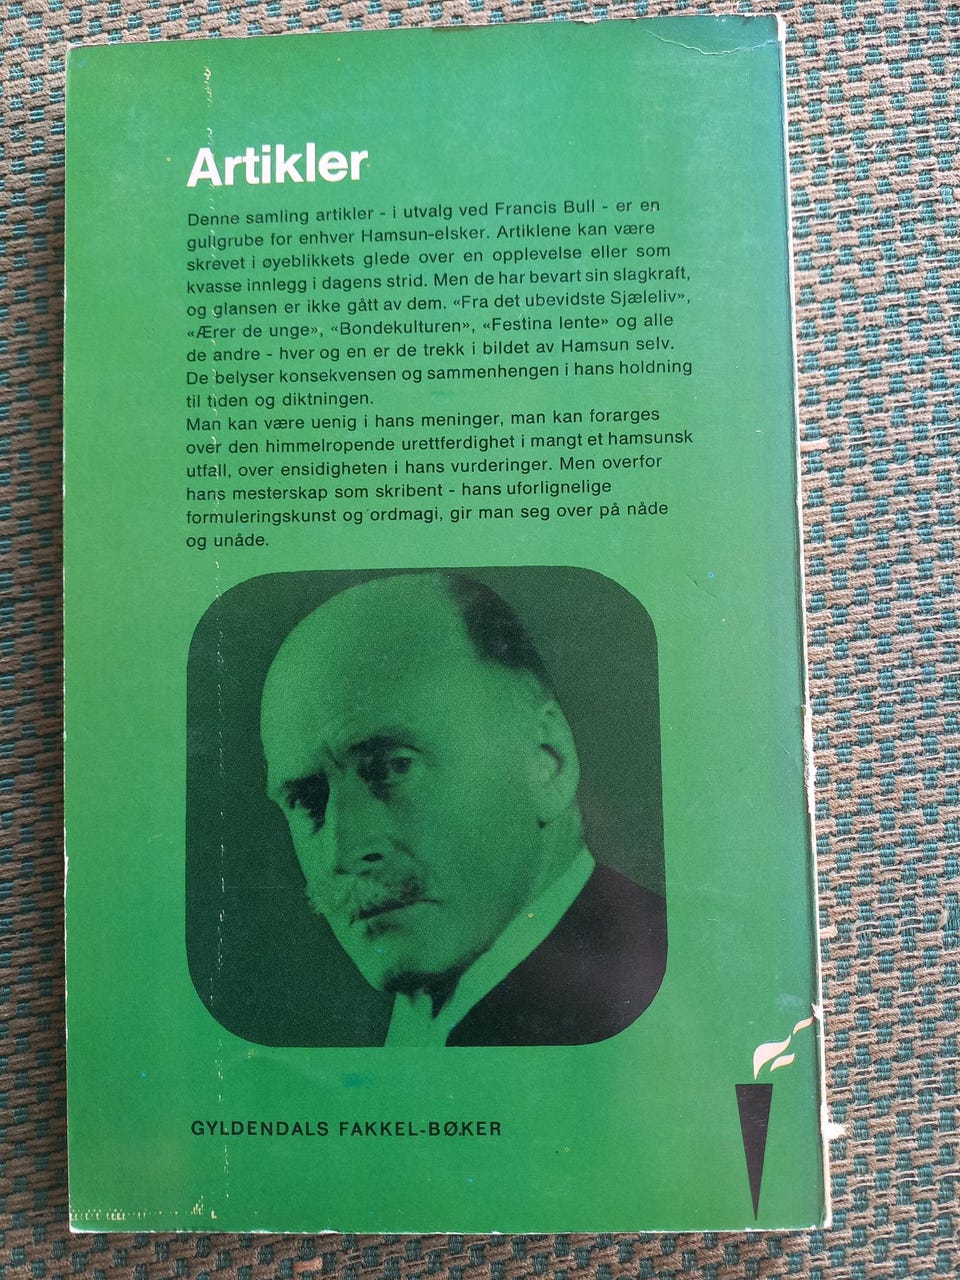 Artikler
Denne samling artikler - i utvalg ved Francis Bull - er en
gullgrube for enhver Hamsun-elsker. Artiklene kan være
skrevet i øyeblikkets glede over en opplevelse eller som
kvasse innlegg i dagens strid. Men de har bevart sin slagkraft,
og glansen er ikke gått av dem. «Fra det ubevidste Sjæleliv»,
«Ærer de unge», «Bondekulturen», «Festina lente» og alle
de andre - hver og en er de trekk i bildet av Hamsun selv.
De belyser konsekvensen og sammenhengen i hans holdning
til tiden og diktningen.
Man kan være uenig i hans meninger, man kan forarges
over den himmelropende urettferdighet i mangt et hamsunsk
utfall, over ensidigheten i hans vurderinger. Men overfor
hans mesterskap som skribent - hans uforlignelige
formuleringskunst og ordmagi, gir man seg over på nåde
og unåde.
GYLDENDALS FAKKEL-BØKER